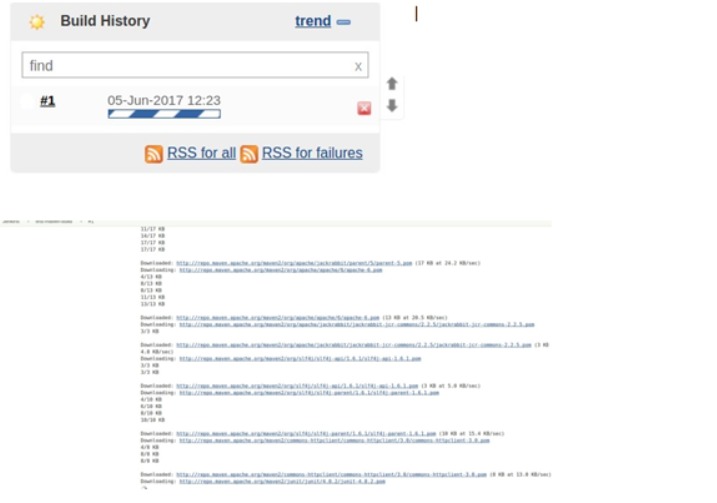 Build History
trend
find
x
#1
05-Jun-2017 12:23
RSS for all
RSS for failures
11/17 KB
14/17 KB
17/17 KB
17/17 KB
Downloaded: http://repo.maven.apache.org/maven2/org/apache/jackrabbit/parent/5/parent-5.pom (17 KB at 24.2 KB/sec)
Downloading: http://repo.maven.apache.org/maven2/org/apache/apache/6/apache-6.pom
4/13 KB
8/13 KB
8/13 KB
11/13 KB
13/13 KB
Downloaded: http://repo.maven.apache.org/maven2/org/apache/apache/6/apache-6.pom (13 KB at 20.5 KB/sec)
Downloading: http://repo.maven.apache.org/maven2/org/apache/jackrabbit/jackrabbit-jcr-commons/2.2.5/jackrabbit-jcr-commons-2.2.5.pom
3/3 KB
Downloaded: http://repo.maven.apache.org/maven2/org/apache/jackrabbit/jackrabbit-jcr-commons/2.2.5/jackrabbit-jcr-commons-2.2.5.pom (3 KB
4.8 KB/sec)
Downloading: http://repo.maven.apache.org/maven2/org/slf4j/slf4j-api/1.6.1/slf4j-api-1.6.1.pom
3/3 KB
3/3 KB
Downloaded: http://repo.maven.apache.org/maven2/org/slf4j/slf4j-api/1.6.1/slf4j-api-1.6.1.pom (3 KB at 5.0 KB/sec)
Downloading: http://repo.maven.apache.org/maven2/org/slf4j/slf4j-parent/1.6.1/slf4j-parent-1.6.1.pom
4/10 KB
6/10 KB
8/10 KB
10/10 KB
Downloaded: http://repo.maven.apache.org/maven2/org/slf4j/slf4j-parent/1.6.1/slf4j-parent-1.6.1.pom (10 KB at 15.4 KB/sec)
Downloading: http://repo.maven.apache.org/maven2/commons-httpclient/commons-httpclient/3.0/commons-httpclient-3.0.pom
4/8 KB
8/8 KB
8/8 KB
Downloaded: http://repo.maven.apache.org/maven2/commons-httpclient/commons-httpclient/3.0/commons-httpclient-3.0.pom (8 KB at 13.0 KB/sec)
Downloading: http://repo.maven.apache.org/maven2/junit/junit/4.8.2/junit-4.8.2.pom